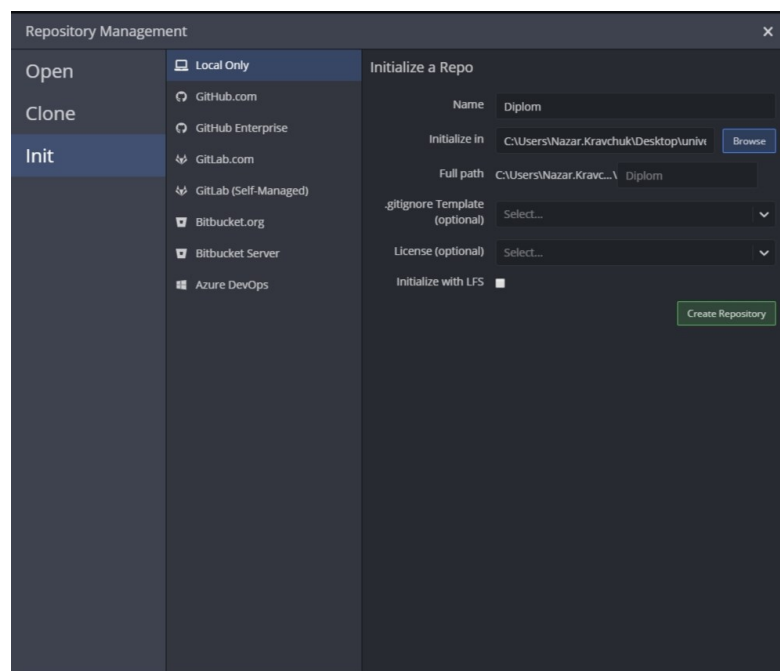 Repository Management
Open
Clone
Init
Local Only
GitHub.com
GitHub Enterprise
GitLab.com
GitLab (Self-Managed)
Bitbucket.org
Bitbucket Server
Azure DevOps
Initialize a Repo
Name Diplom
Initialize in C:\Users\Nazar.Kravchuk\Desktop\unive Browse
Full path C:\Users\Nazar.Kravc...\ Diplom
.gitignore Template
(optional) Select...
License (optional) Select...
Initialize with LFS
Create Repository